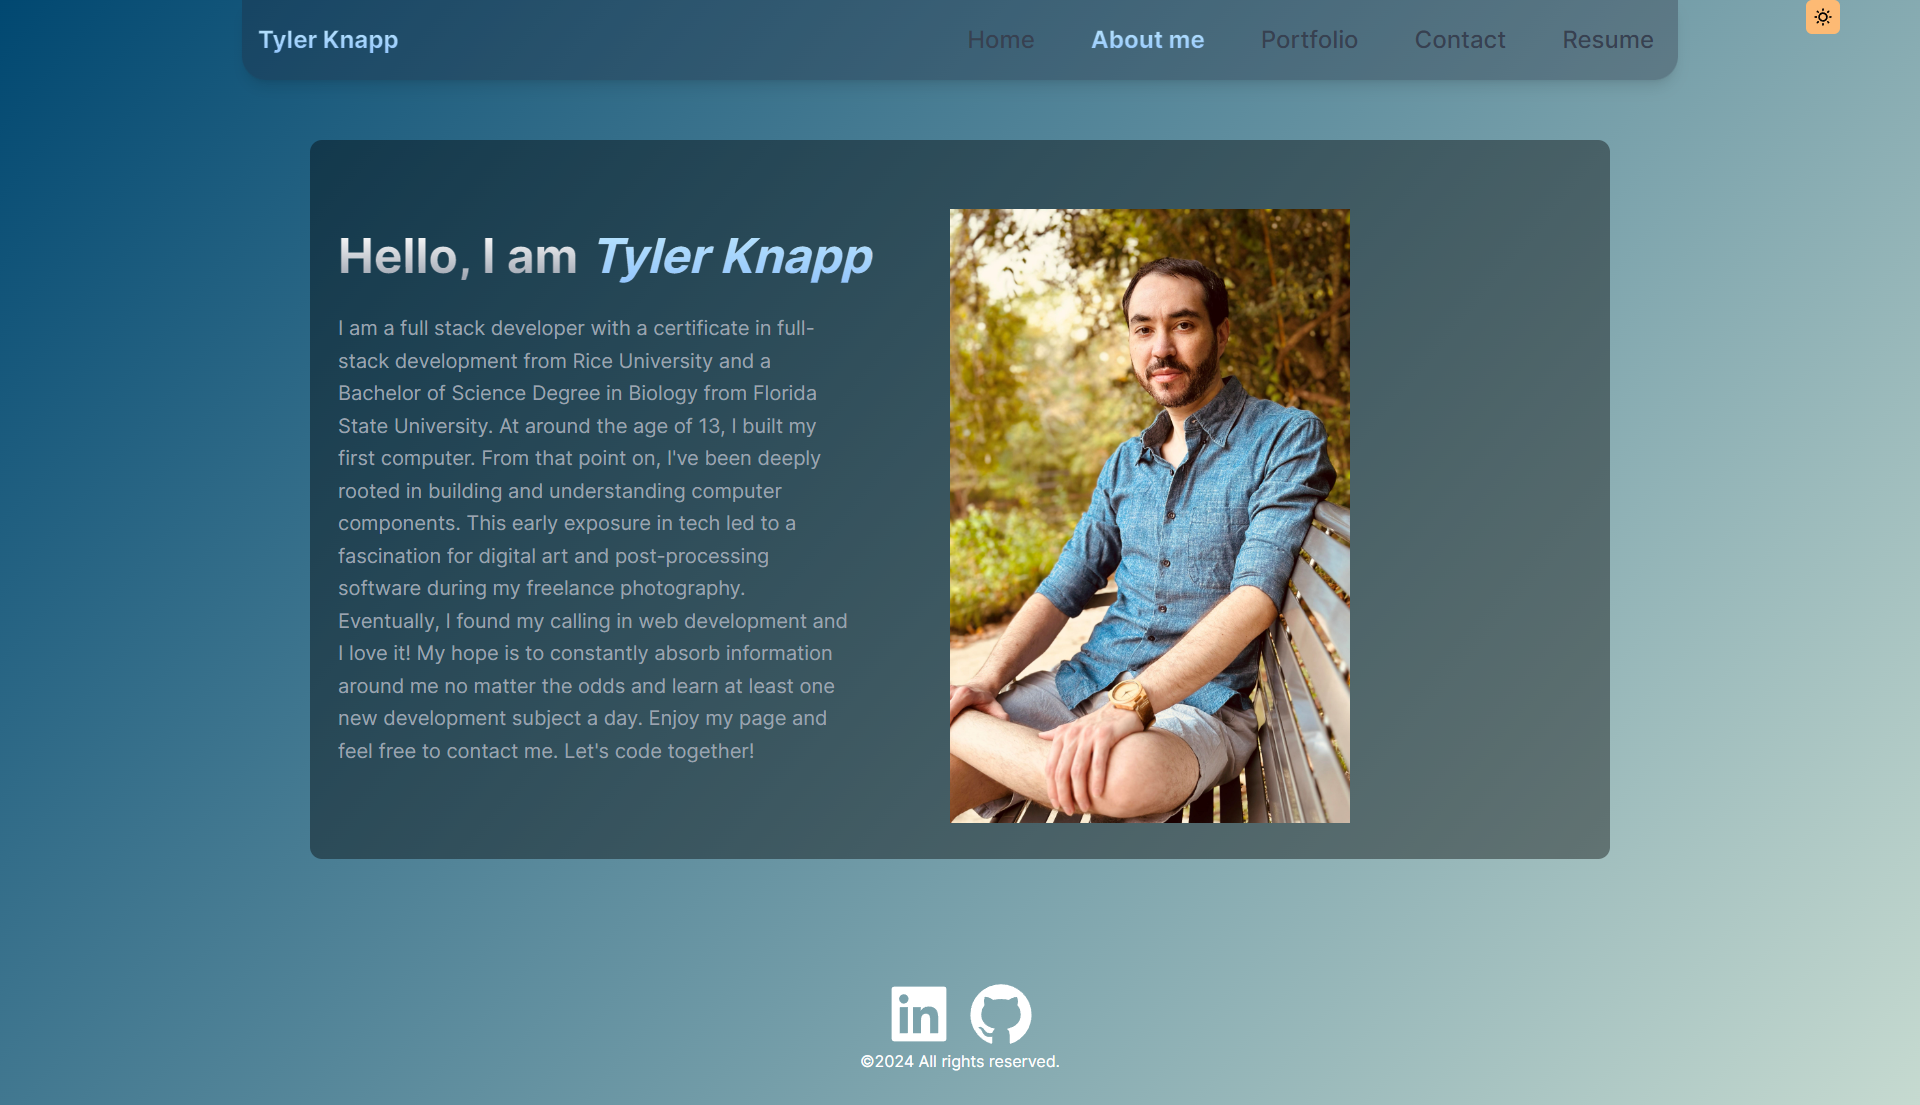 Tyler Knapp
Home About me Portfolio Contact Resume
Hello, I am Tyler Knapp
I am a full stack developer with a certificate in full-
stack development from Rice University and a
Bachelor of Science Degree in Biology from Florida
State University. At around the age of 13, I built my
first computer. From that point on, I've been deeply
rooted in building and understanding computer
components. This early exposure in tech led to a
fascination for digital art and post-processing
software during my freelance photography.
Eventually, I found my calling in web development and
I love it! My hope is to constantly absorb information
around me no matter the odds and learn at least one
new development subject a day. Enjoy my page and
feel free to contact me. Let's code together!
in
©2024 All rights reserved.